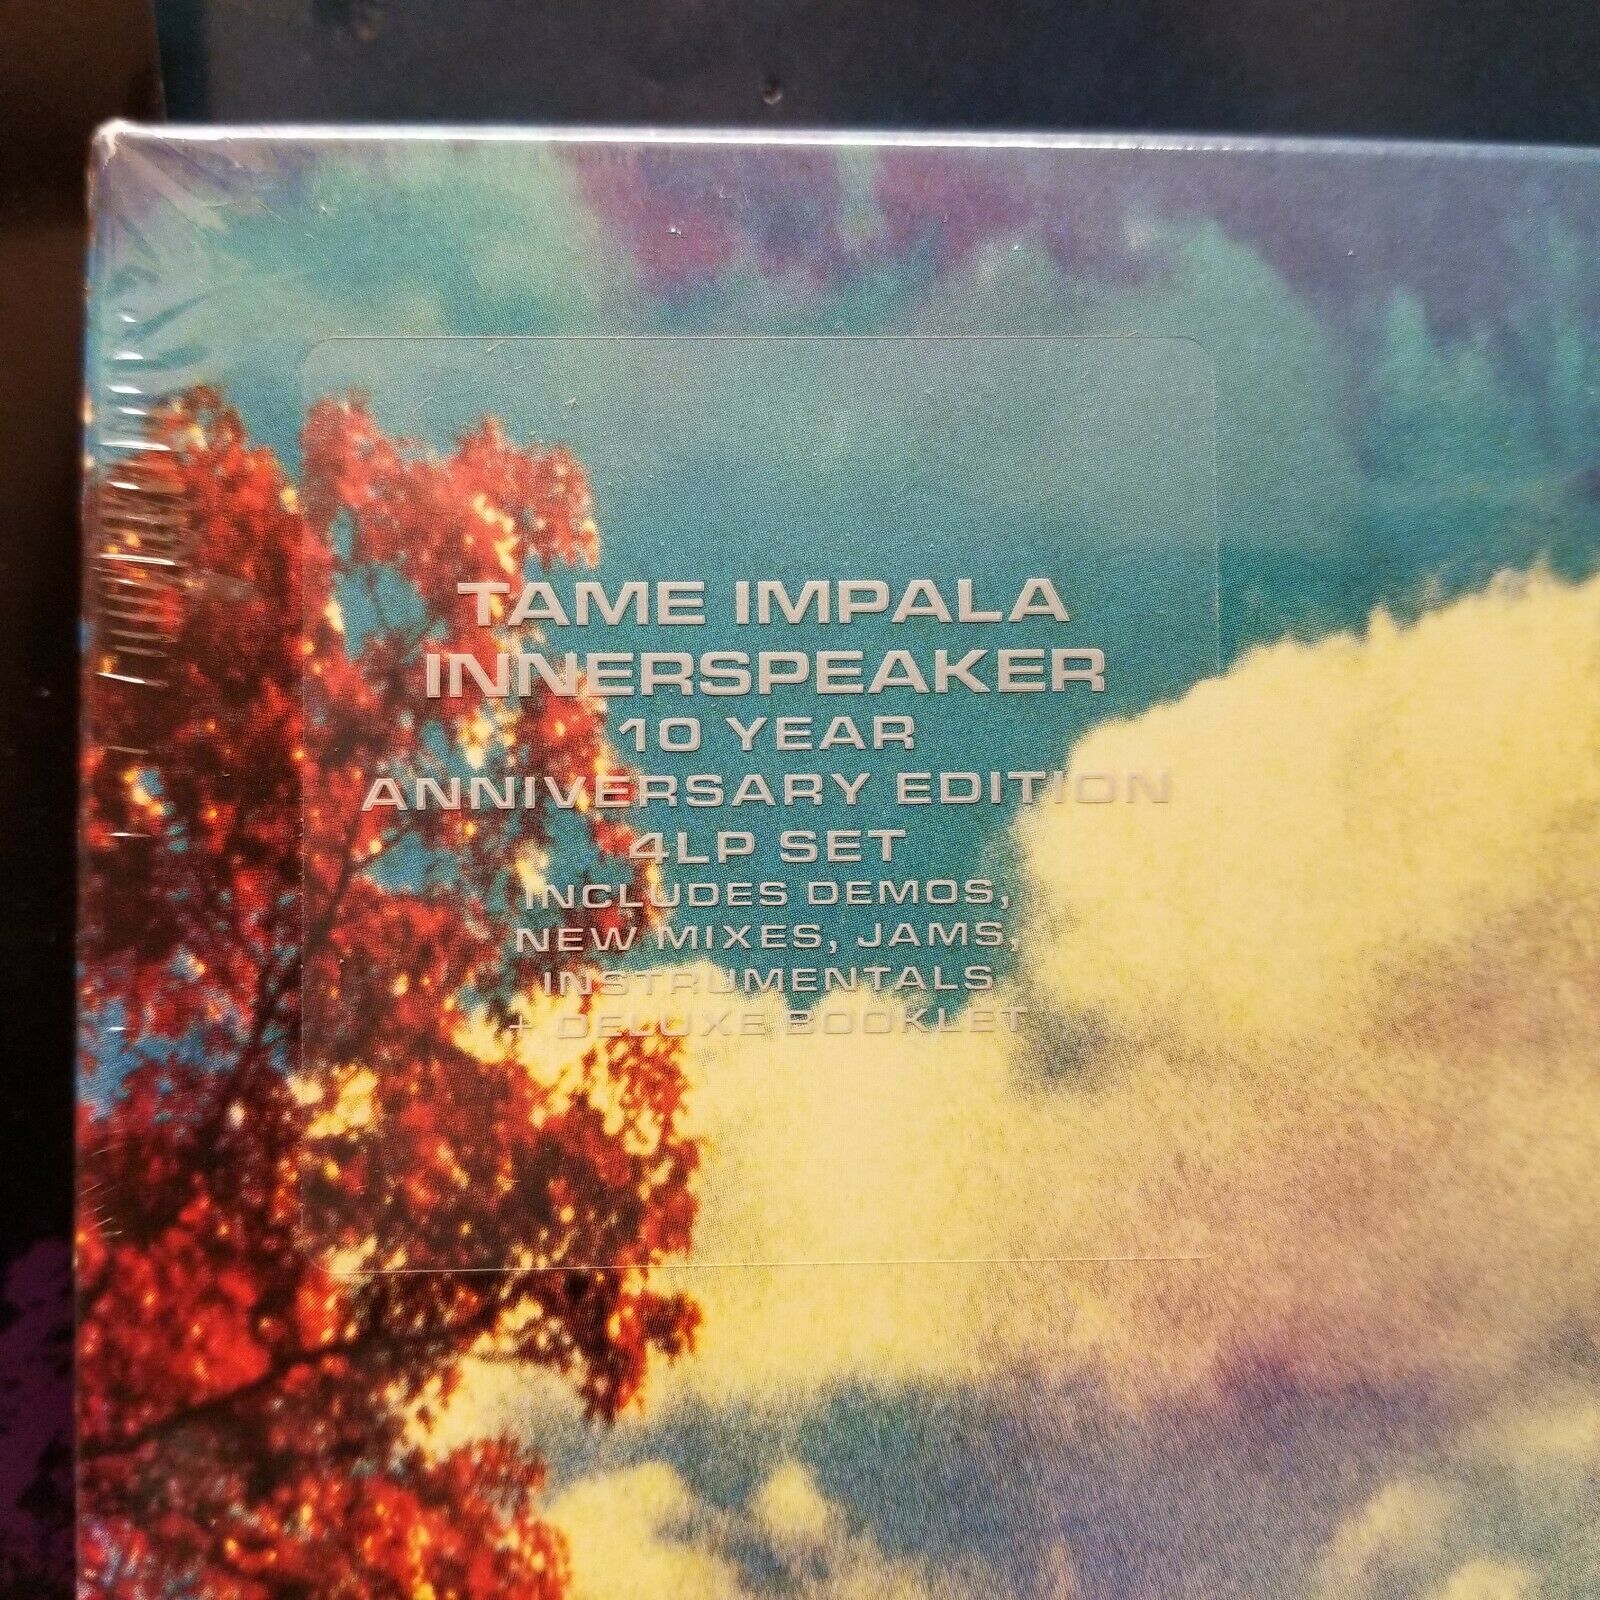 TAME IMPALA
INNERSPEAKER
10 YEAR
ANNIVERSARY EDITION
4LP SET
INCLUDES DEMOS,
NEW MIXES, JAMS,
INSTRUMENTALS
+ DELUXE BOOKLET